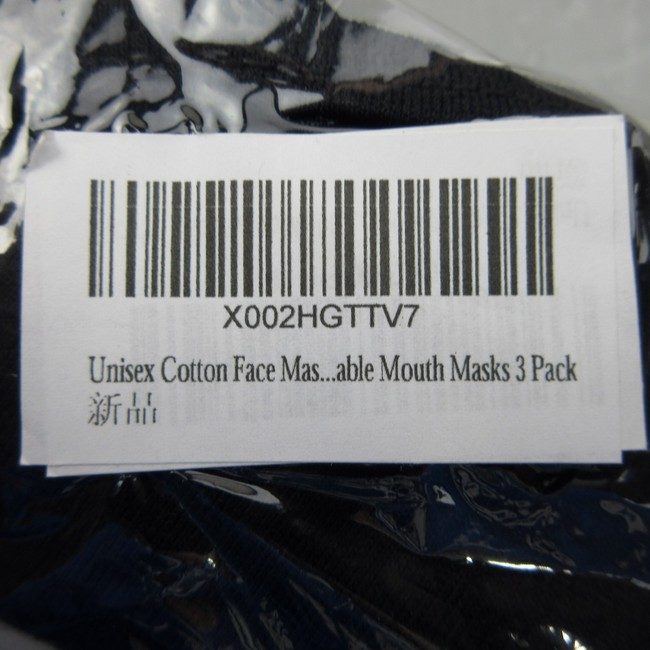 X002HGTTV7
Unisex Cotton Face Mas...able Mouth Masks 3 Pack
新品